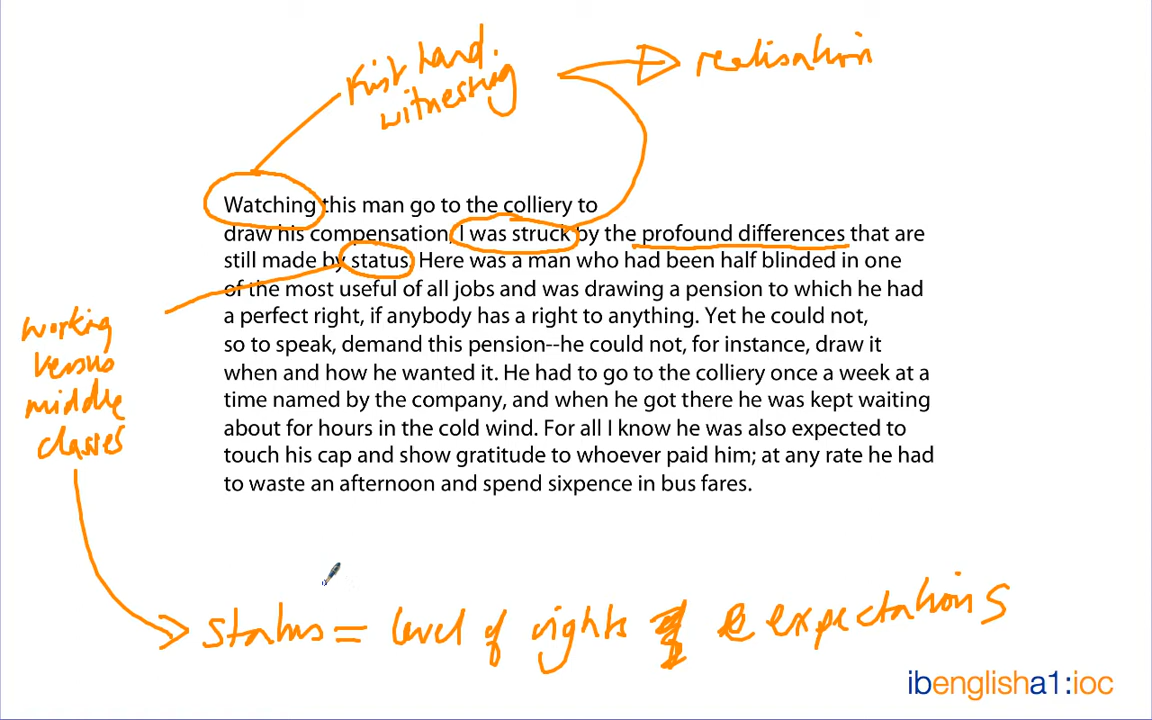 First hand.
witnessing
realisation
Watching this man go to the colliery to
draw his compensation, I was struck by the profound differences that are
still made by status. Here was a man who had been half blinded in one
of the most useful of all jobs and was drawing a pension to which he had
a perfect right, if anybody has a right to anything. Yet he could not,
so to speak, demand this pension--he could not, for instance, draw it
when and how he wanted it. He had to go to the colliery once a week at a
time named by the company, and when he got there he was kept waiting
about for hours in the cold wind. For all I know he was also expected to
touch his cap and show gratitude to whoever paid him; at any rate he had
to waste an afternoon and spend sixpence in bus fares.
working
versus
middle
classes
status = level of rights & expectations
ibenglisha1:ioc